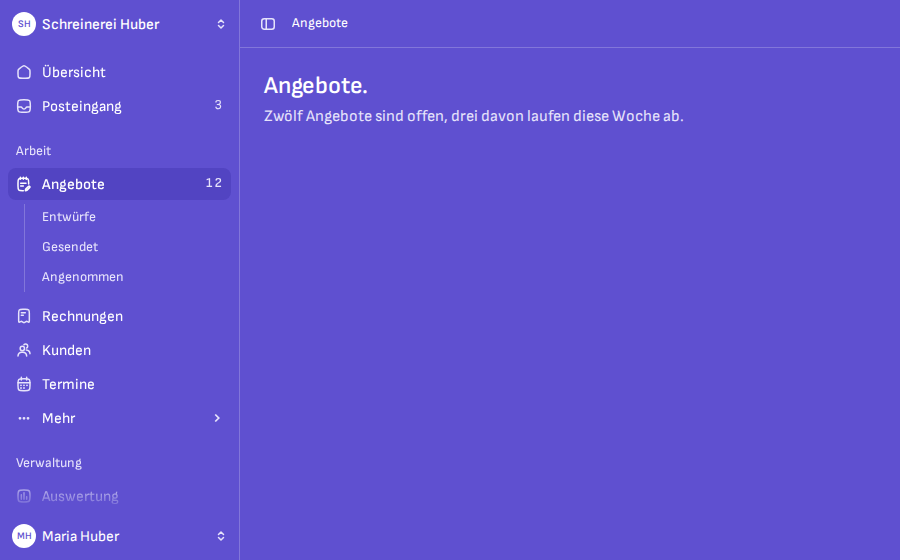 SH Schreinerei Huber
Übersicht
Posteingang 3
Arbeit
Angebote 12
Entwürfe
Gesendet
Angenommen
Rechnungen
Kunden
Termine
Mehr
Verwaltung
Auswertung
MH Maria Huber
Angebote
Angebote.
Zwölf Angebote sind offen, drei davon laufen diese Woche ab.